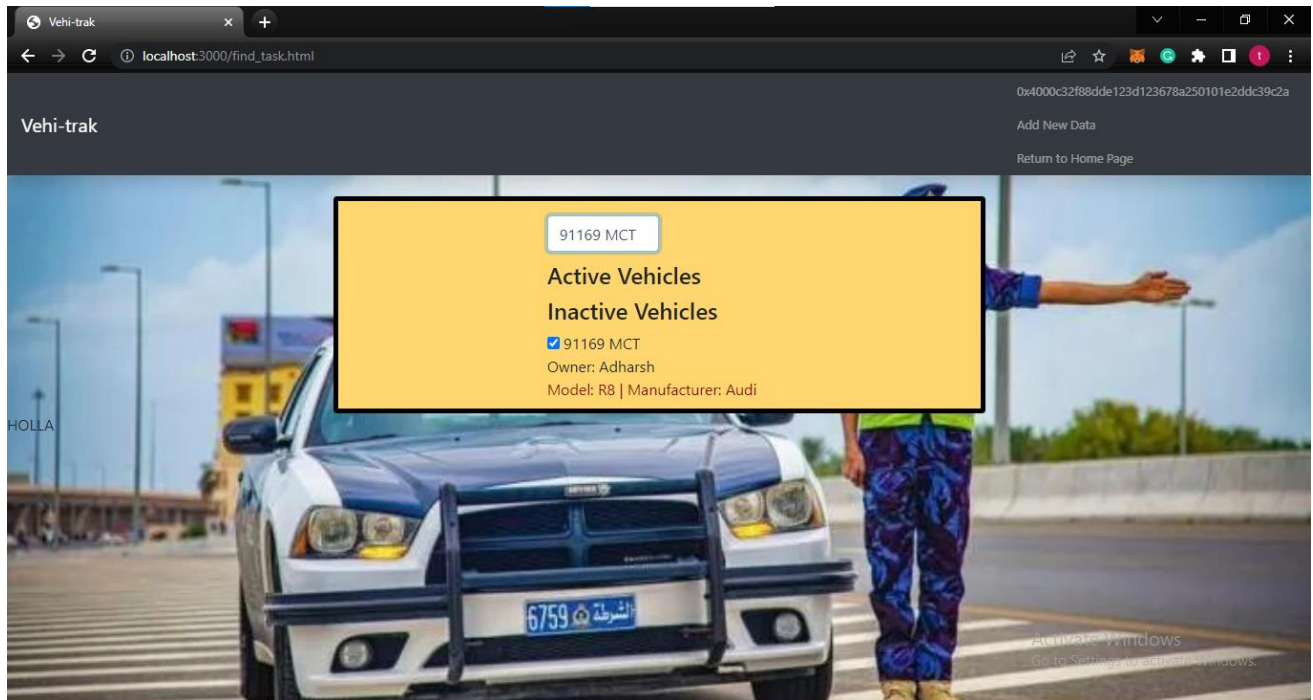 Vehi-trak
localhost:3000/find_task.html
t
0x4000c32f88dde123d123678a250101e2ddc39c2a
Vehi-trak
Add New Data
Return to Home Page
91169 MCT
Active Vehicles
Inactive Vehicles
91169 MCT
Owner: Adharsh
Model: R8 | Manufacturer: Audi
HOLLA
6759 الشرطة
Activate Windows
Go to Settings to activate Windows.